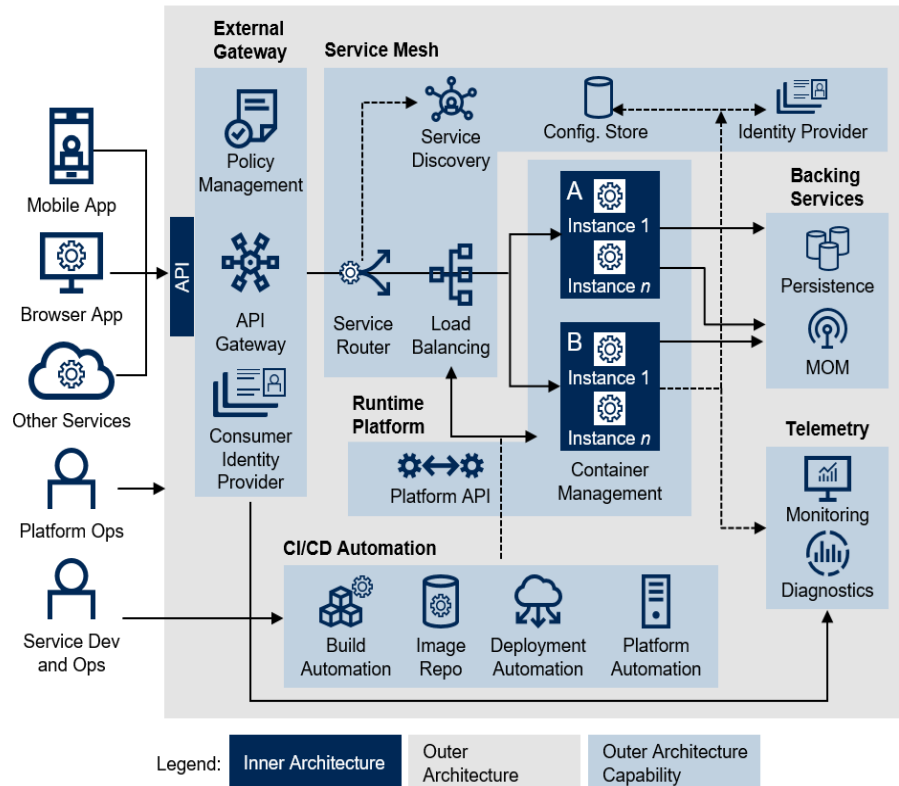 External
Gateway
Service Mesh
Policy
Management
Service
Discovery
Config. Store
Identity Provider
Mobile App
Browser App
Other Services
API
API
Gateway
Consumer
Identity
Provider
Service
Router
Load
Balancing
A
Instance 1
Instance n
B
Instance 1
Instance n
Container
Management
Backing
Services
Persistence
MOM
Runtime
Platform
Platform API
Telemetry
Monitoring
Diagnostics
Platform Ops
Service Dev
and Ops
CI/CD Automation
Build
Automation
Image
Repo
Deployment
Automation
Platform
Automation
Legend:
Inner Architecture
Outer
Architecture
Outer Architecture
Capability